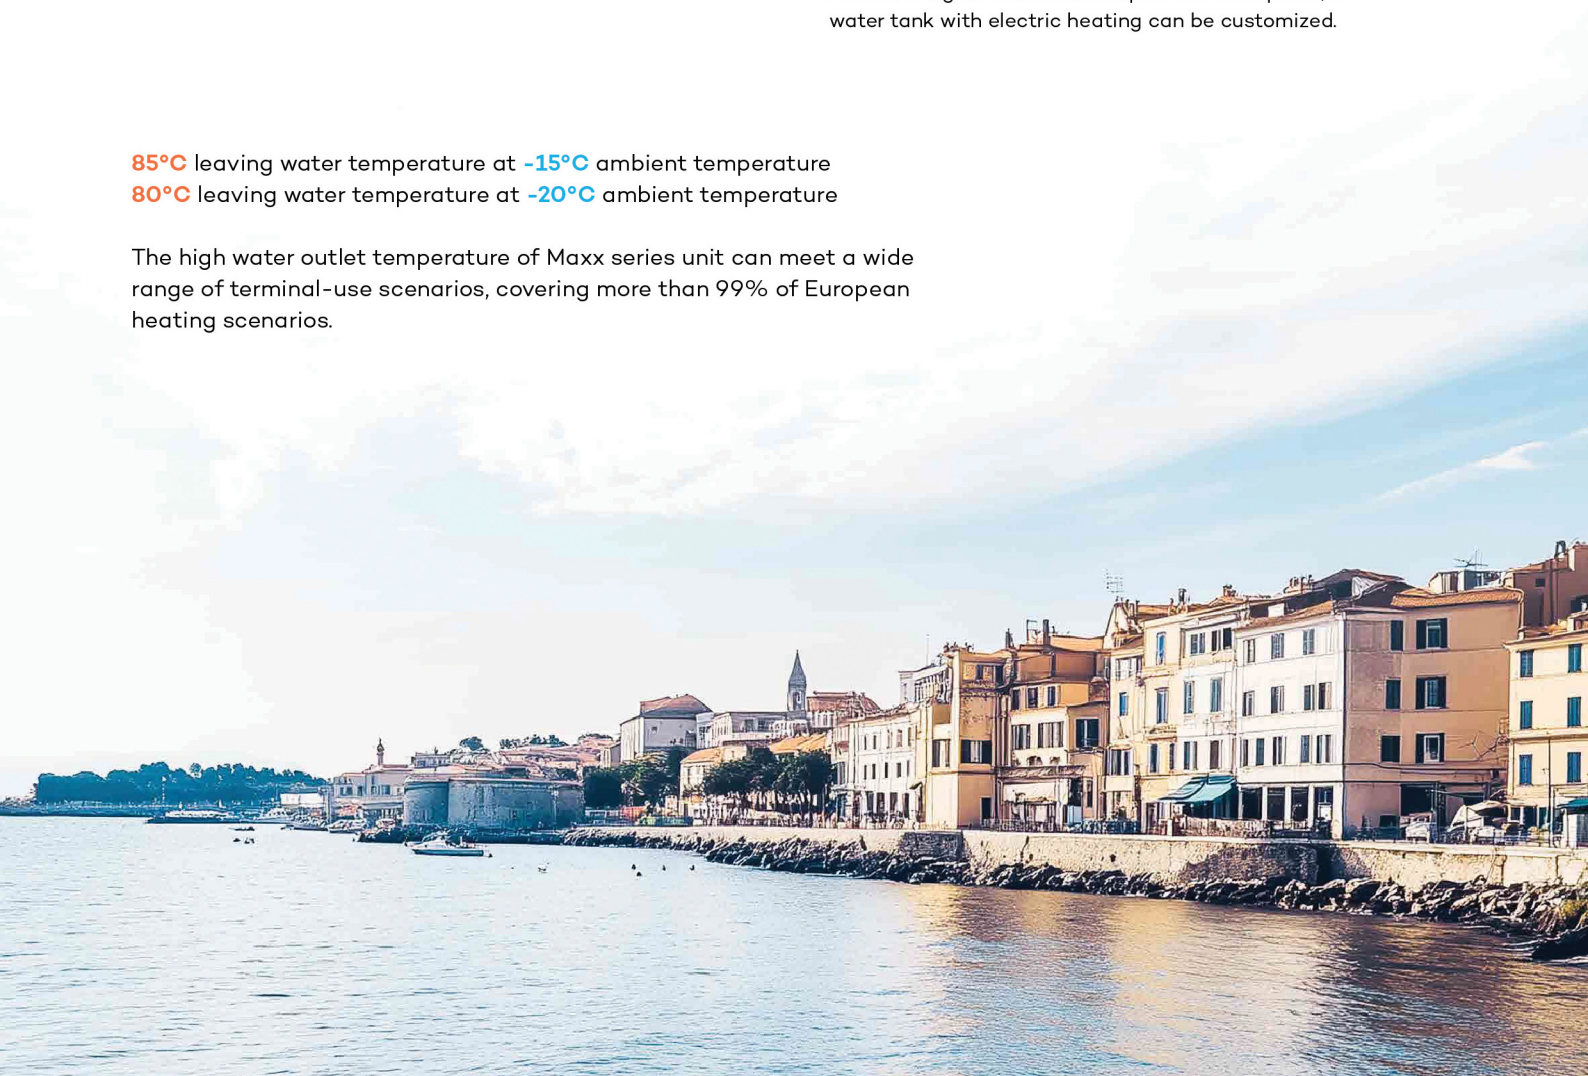 water tank with electric heating can be customized.
85°C leaving water temperature at -15°C ambient temperature
80°C leaving water temperature at -20°C ambient temperature
The high water outlet temperature of Maxx series unit can meet a wide
range of terminal-use scenarios, covering more than 99% of European
heating scenarios.